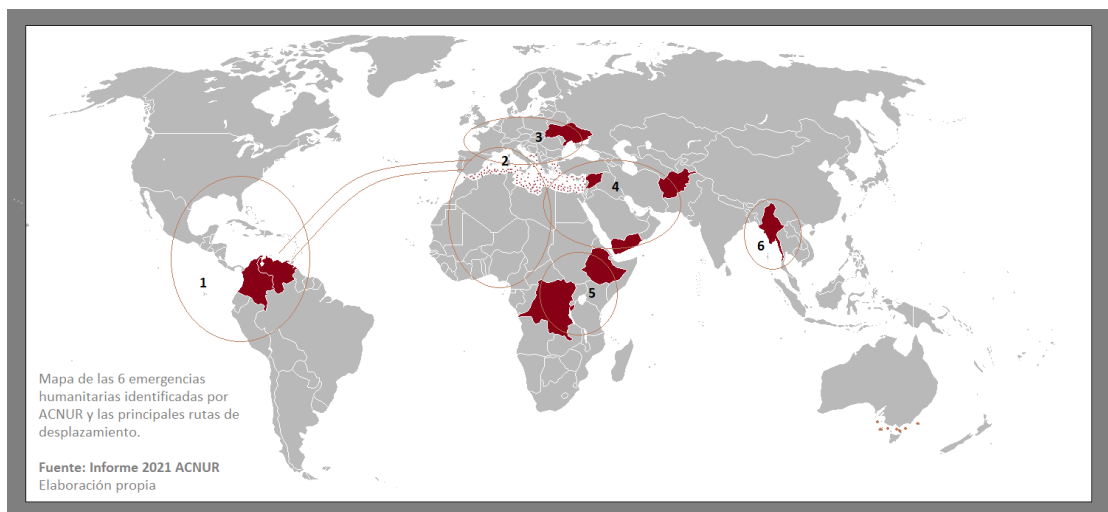 3
2
4
6
1
5
Mapa de las 6 emergencias
humanitarias identificadas por
ACNUR y las principales rutas de
desplazamiento.
Fuente: Informe 2021 ACNUR
Elaboración propia